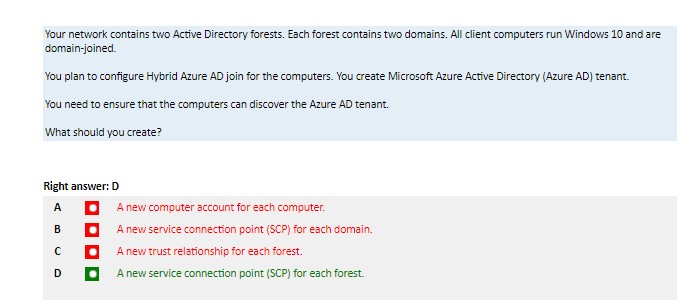 Your network contains two Active Directory forests. Each forest contains two domains. All client computers run Windows 10 and are
domain-joined.
You plan to configure Hybrid Azure AD join for the computers. You create Microsoft Azure Active Directory (Azure AD) tenant.
You need to ensure that the computers can discover the Azure AD tenant.
What should you create?
Right answer: D
A A new computer account for each computer.
B A new service connection point (SCP) for each domain.
C A new trust relationship for each forest.
D A new service connection point (SCP) for each forest.